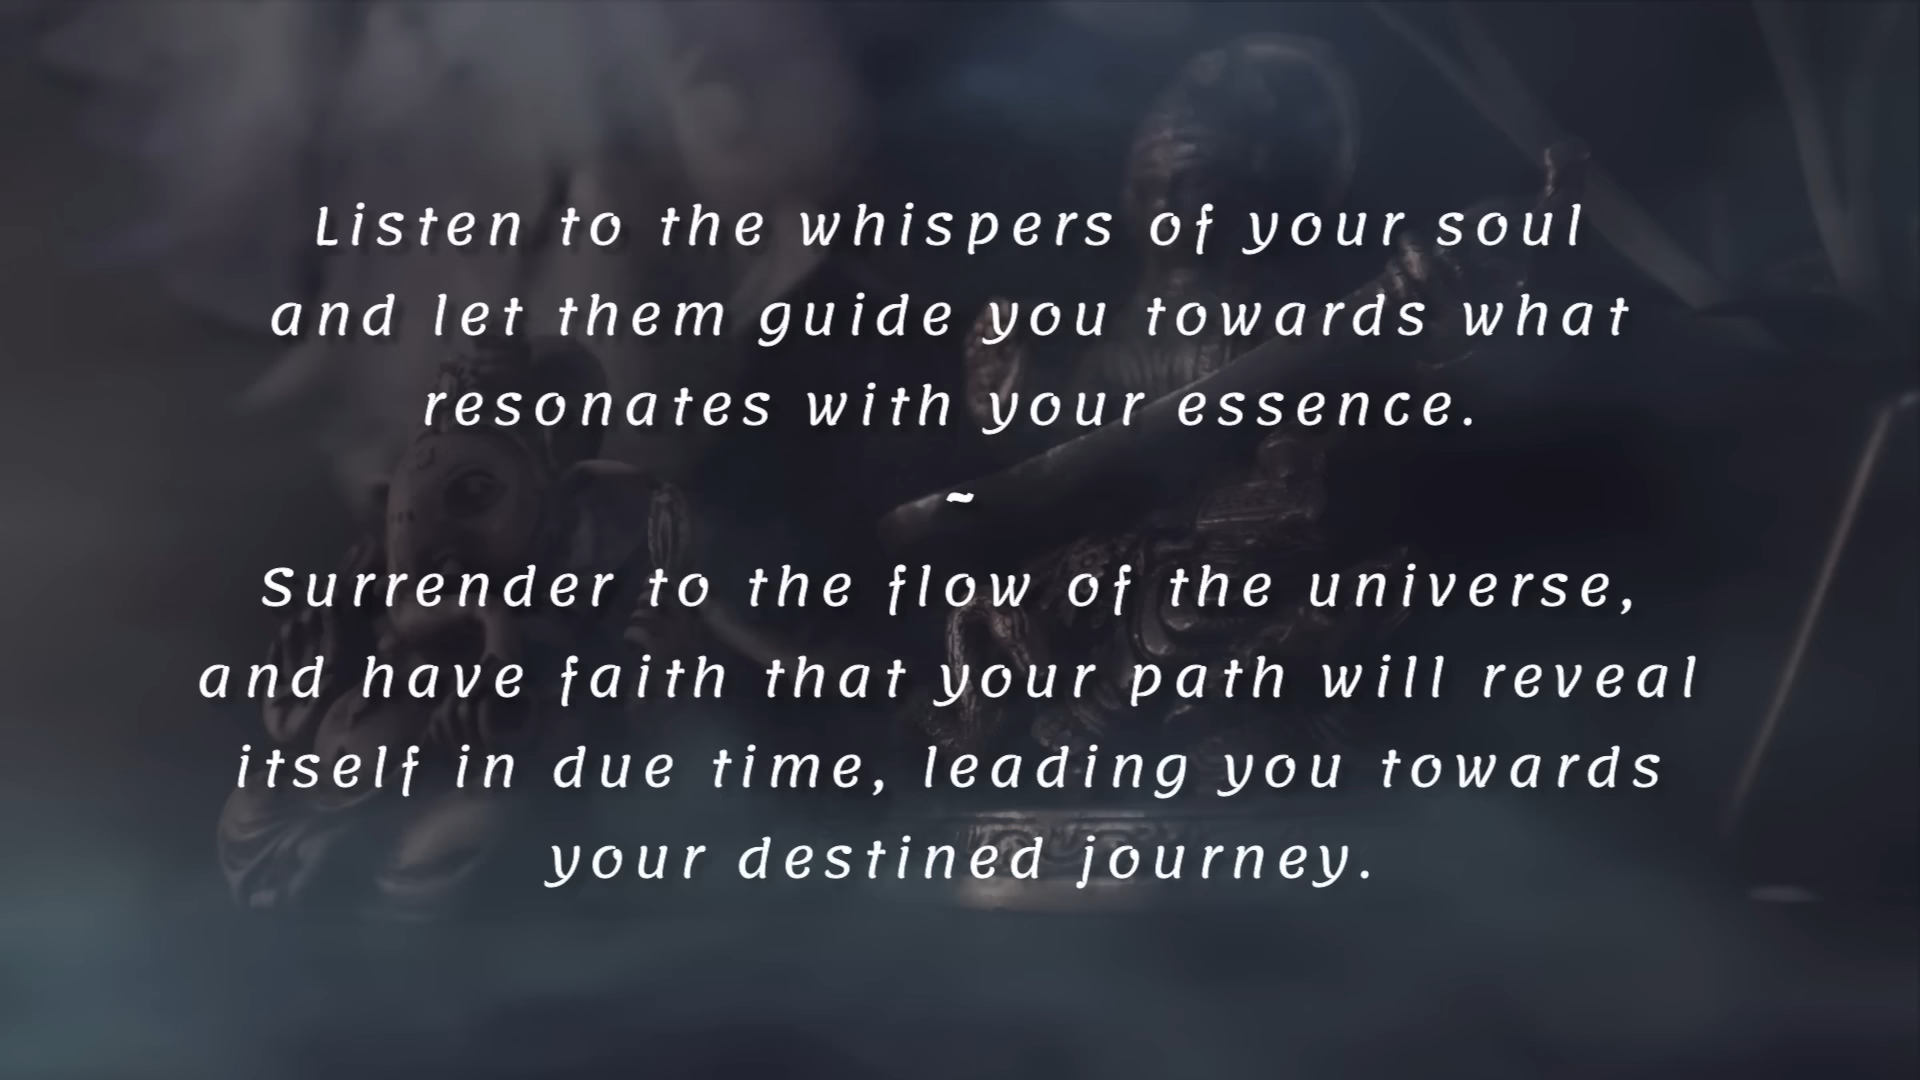 Listen to the whispers of your soul
and let them guide you towards what
resonates with your essence.
~
Surrender to the flow of the universe,
and have faith that your path will reveal
itself in due time, leading you towards
your destined journey.